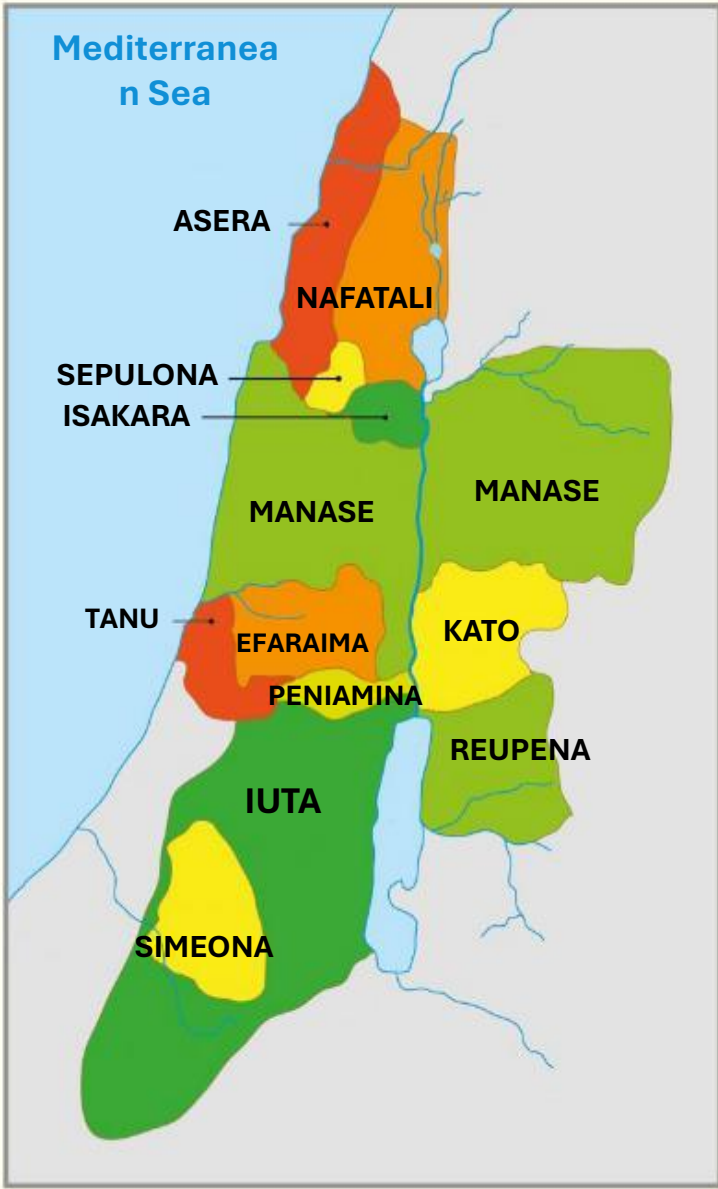 Mediterranea
n Sea
ASERA
NAFATALI
SEPULONA
ISAKARA
MANASE
MANASE
TANU
EFARAIMA
KATO
PENIAMINA
REUPENA
IUTA
SIMEONA